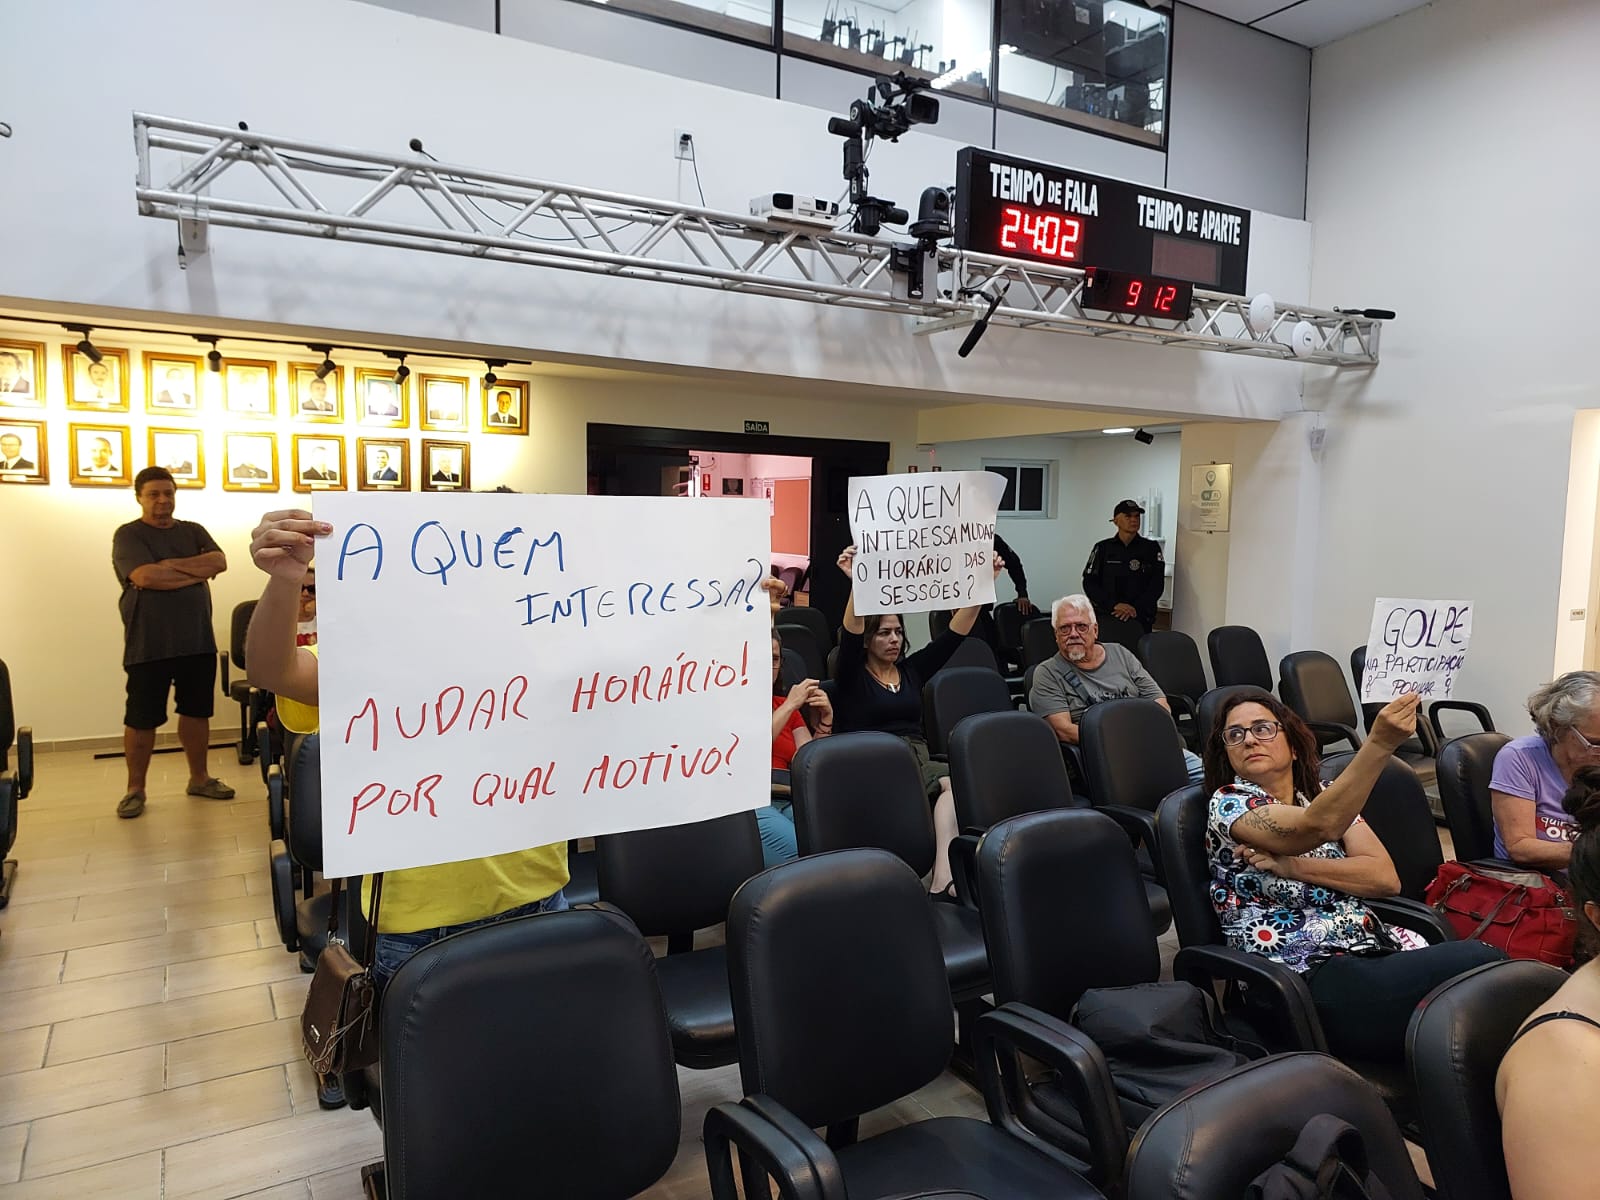 TEMPO DE FALA
24:02
TEMPO DE APARTE
9 12
SAÍDA
A QUEM
INTERESSA?
MUDAR HORÁRIO!
POR QUAL MOTIVO?
A QUEM
INTERESSA MUDAR
O HORÁRIO DAS
SESSÕES?
GOLPE
NA PARTICIPAÇÃO
POPULAR